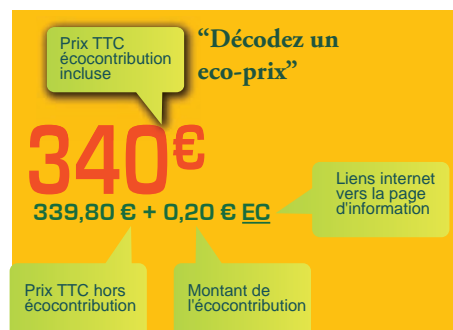 Prix TTC
écocontribution
incluse
“Décodez un
eco-prix”
340€
339,80 € + 0,20 € EC
Liens internet
vers la page
d'information
Prix TTC hors
écocontribution
Montant de
l'écocontribution